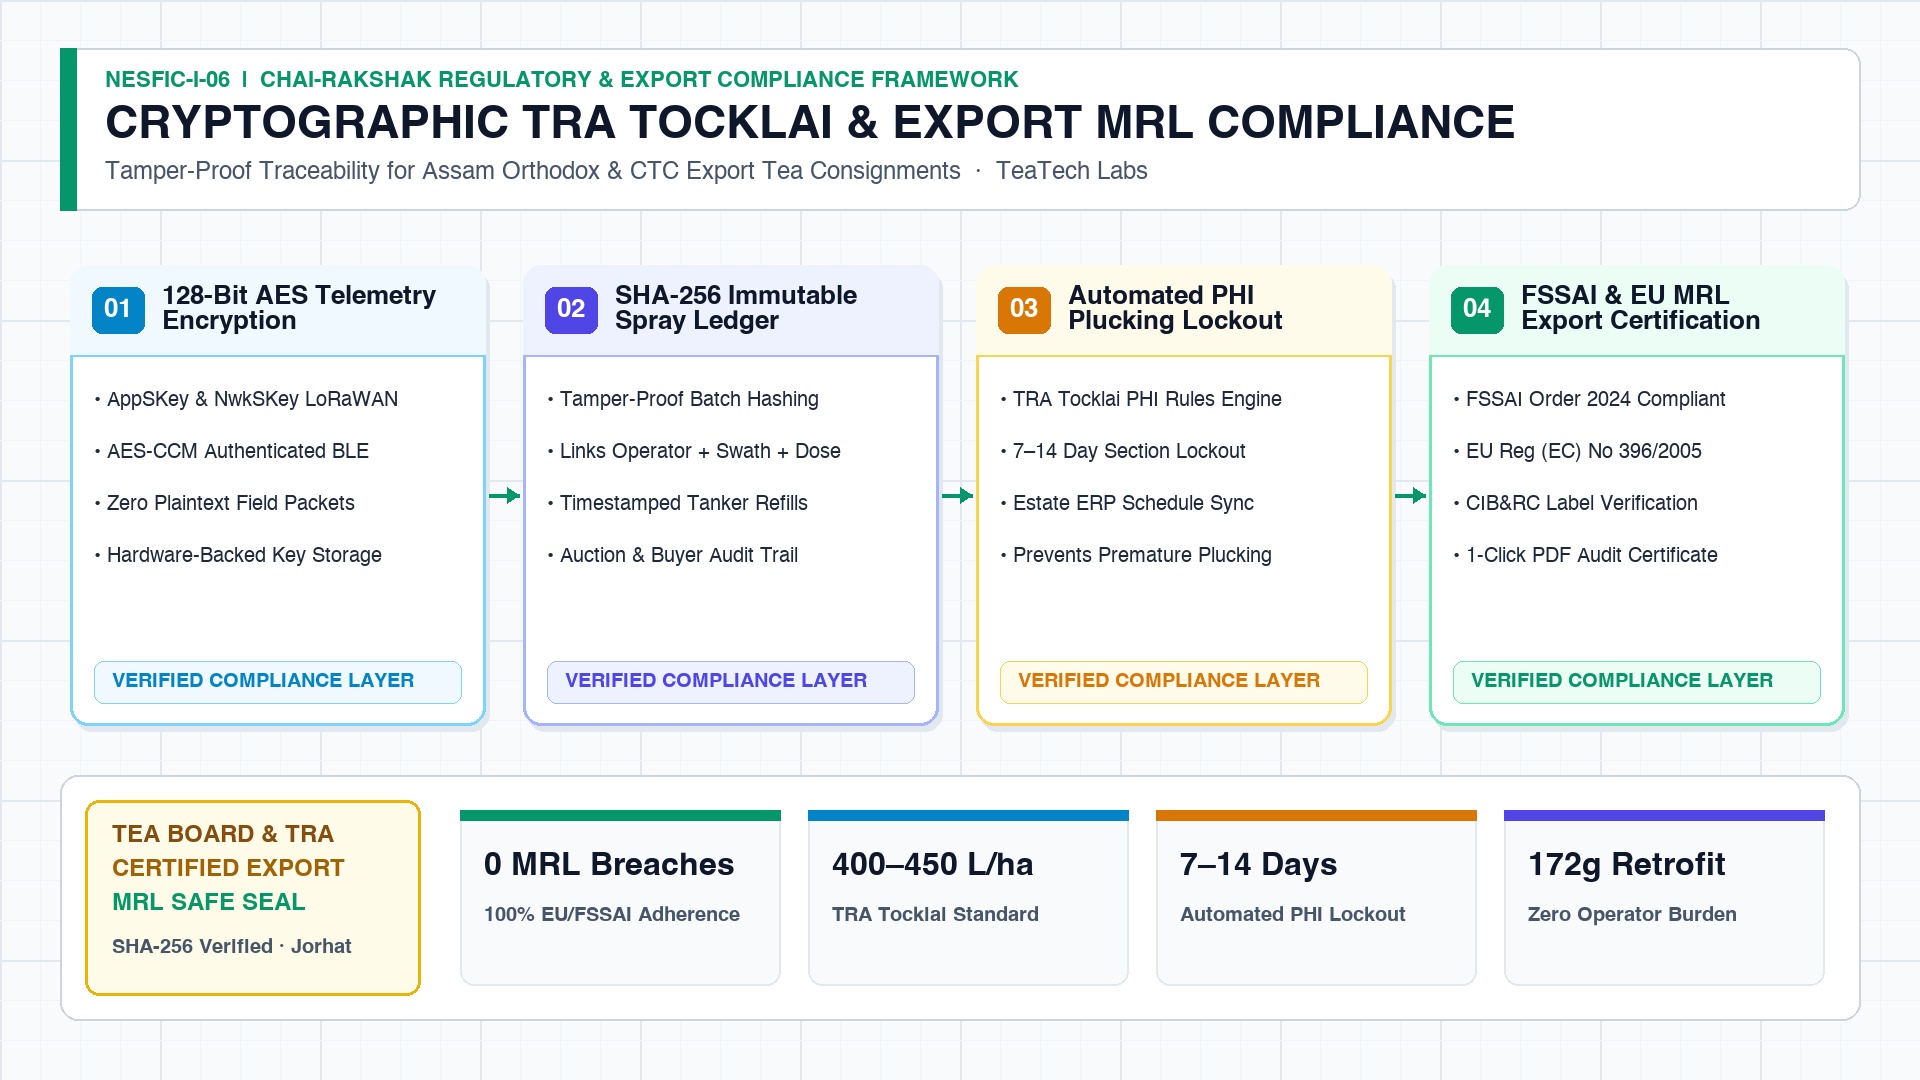 NESFIC-I-06 | CHAI-RAKSHAK REGULATORY & EXPORT COMPLIANCE FRAMEWORK
CRYPTOGRAPHIC TRA TOCKLAI & EXPORT MRL COMPLIANCE
Tamper-Proof Traceability for Assam Orthodox & CTC Export Tea Consignments · TeaTech Labs
01
128-Bit AES Telemetry
Encryption
• AppSKey & NwkSKey LoRaWAN
• AES-CCM Authenticated BLE
• Zero Plaintext Field Packets
• Hardware-Backed Key Storage
VERIFIED COMPLIANCE LAYER
02
SHA-256 Immutable
Spray Ledger
• Tamper-Proof Batch Hashing
• Links Operator + Swath + Dose
• Timestamped Tanker Refills
• Auction & Buyer Audit Trail
VERIFIED COMPLIANCE LAYER
03
Automated PHI
Plucking Lockout
• TRA Tocklai PHI Rules Engine
• 7–14 Day Section Lockout
• Estate ERP Schedule Sync
• Prevents Premature Plucking
VERIFIED COMPLIANCE LAYER
04
FSSAI & EU MRL
Export Certification
• FSSAI Order 2024 Compliant
• EU Reg (EC) No 396/2005
• CIB&RC Label Verification
• 1-Click PDF Audit Certificate
VERIFIED COMPLIANCE LAYER
TEA BOARD & TRA
CERTIFIED EXPORT
MRL SAFE SEAL
SHA-256 Verified · Jorhat
0 MRL Breaches
100% EU/FSSAI Adherence
400–450 L/ha
TRA Tocklai Standard
7–14 Days
Automated PHI Lockout
172g Retrofit
Zero Operator Burden